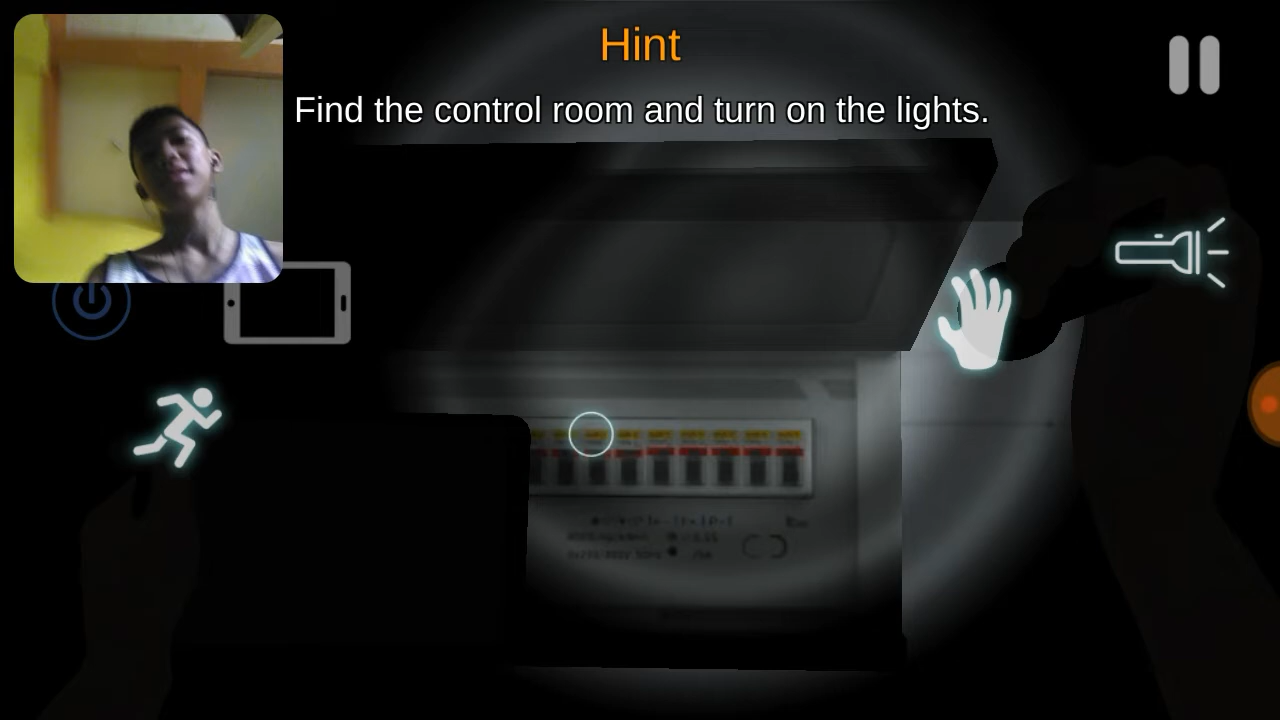 Hint
Find the control room and turn on the lights.